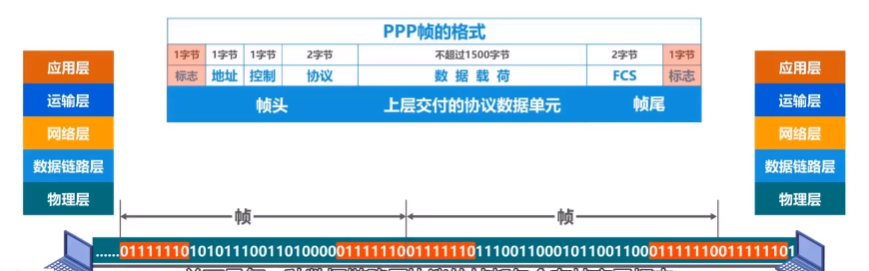 PPP帧的格式
1字节 1字节 1字节 2字节 不超过1500字节 2字节 1字节
标志 地址 控制 协议 数据载荷 FCS 标志
帧头 上层交付的协议数据单元 帧尾
应用层
运输层
网络层
数据链路层
物理层
应用层
运输层
网络层
数据链路层
物理层
帧 帧
……01111110101011100110100000111111001111110111001100010110011000111111001111101